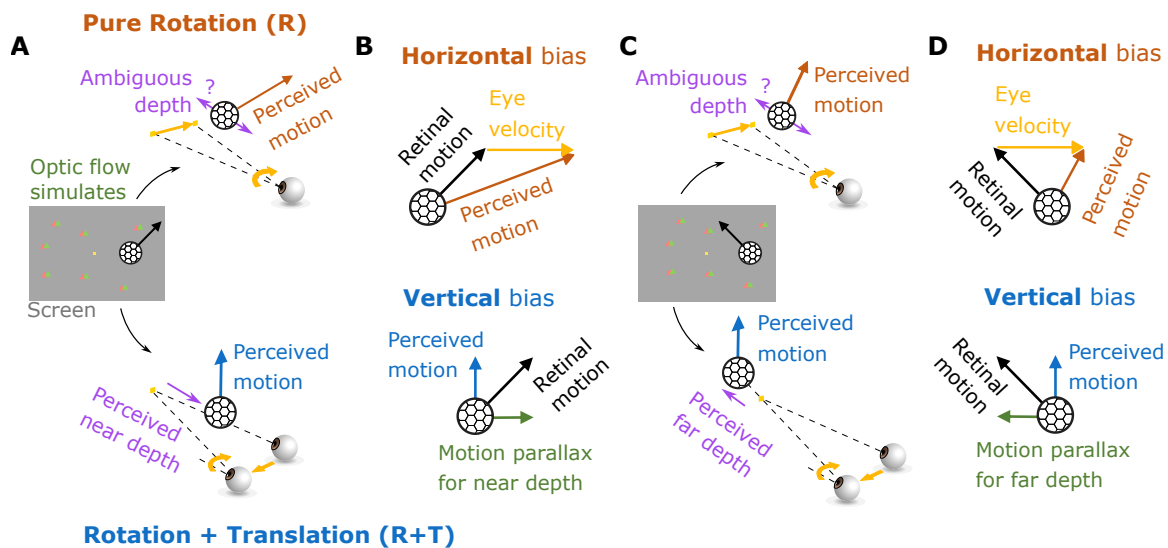 Pure Rotation (R)
A
Ambiguous
depth
?
Perceived
motion
Optic flow
simulates
Screen
Perceived
motion
Perceived
near depth
Rotation + Translation (R+T)
B
Horizontal bias
Eye
velocity
Retinal
motion
Perceived
motion
Vertical bias
Perceived
motion
Retinal
motion
Motion parallax
for near depth
C
Ambiguous
depth
?
Perceived
motion
Perceived
motion
Perceived
far depth
D
Horizontal bias
Eye
velocity
Retinal
motion
Perceived
motion
Vertical bias
Retinal
motion
Perceived
motion
Motion parallax
for far depth